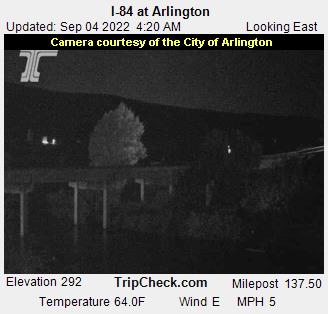 I-84 at Arlington
Updated: Sep 04 2022 4:20 AM Looking East
Camera courtesy of the City of Arlington
Elevation 292 TripCheck.com Milepost 137.50
Temperature 64.0F Wind E MPH 5